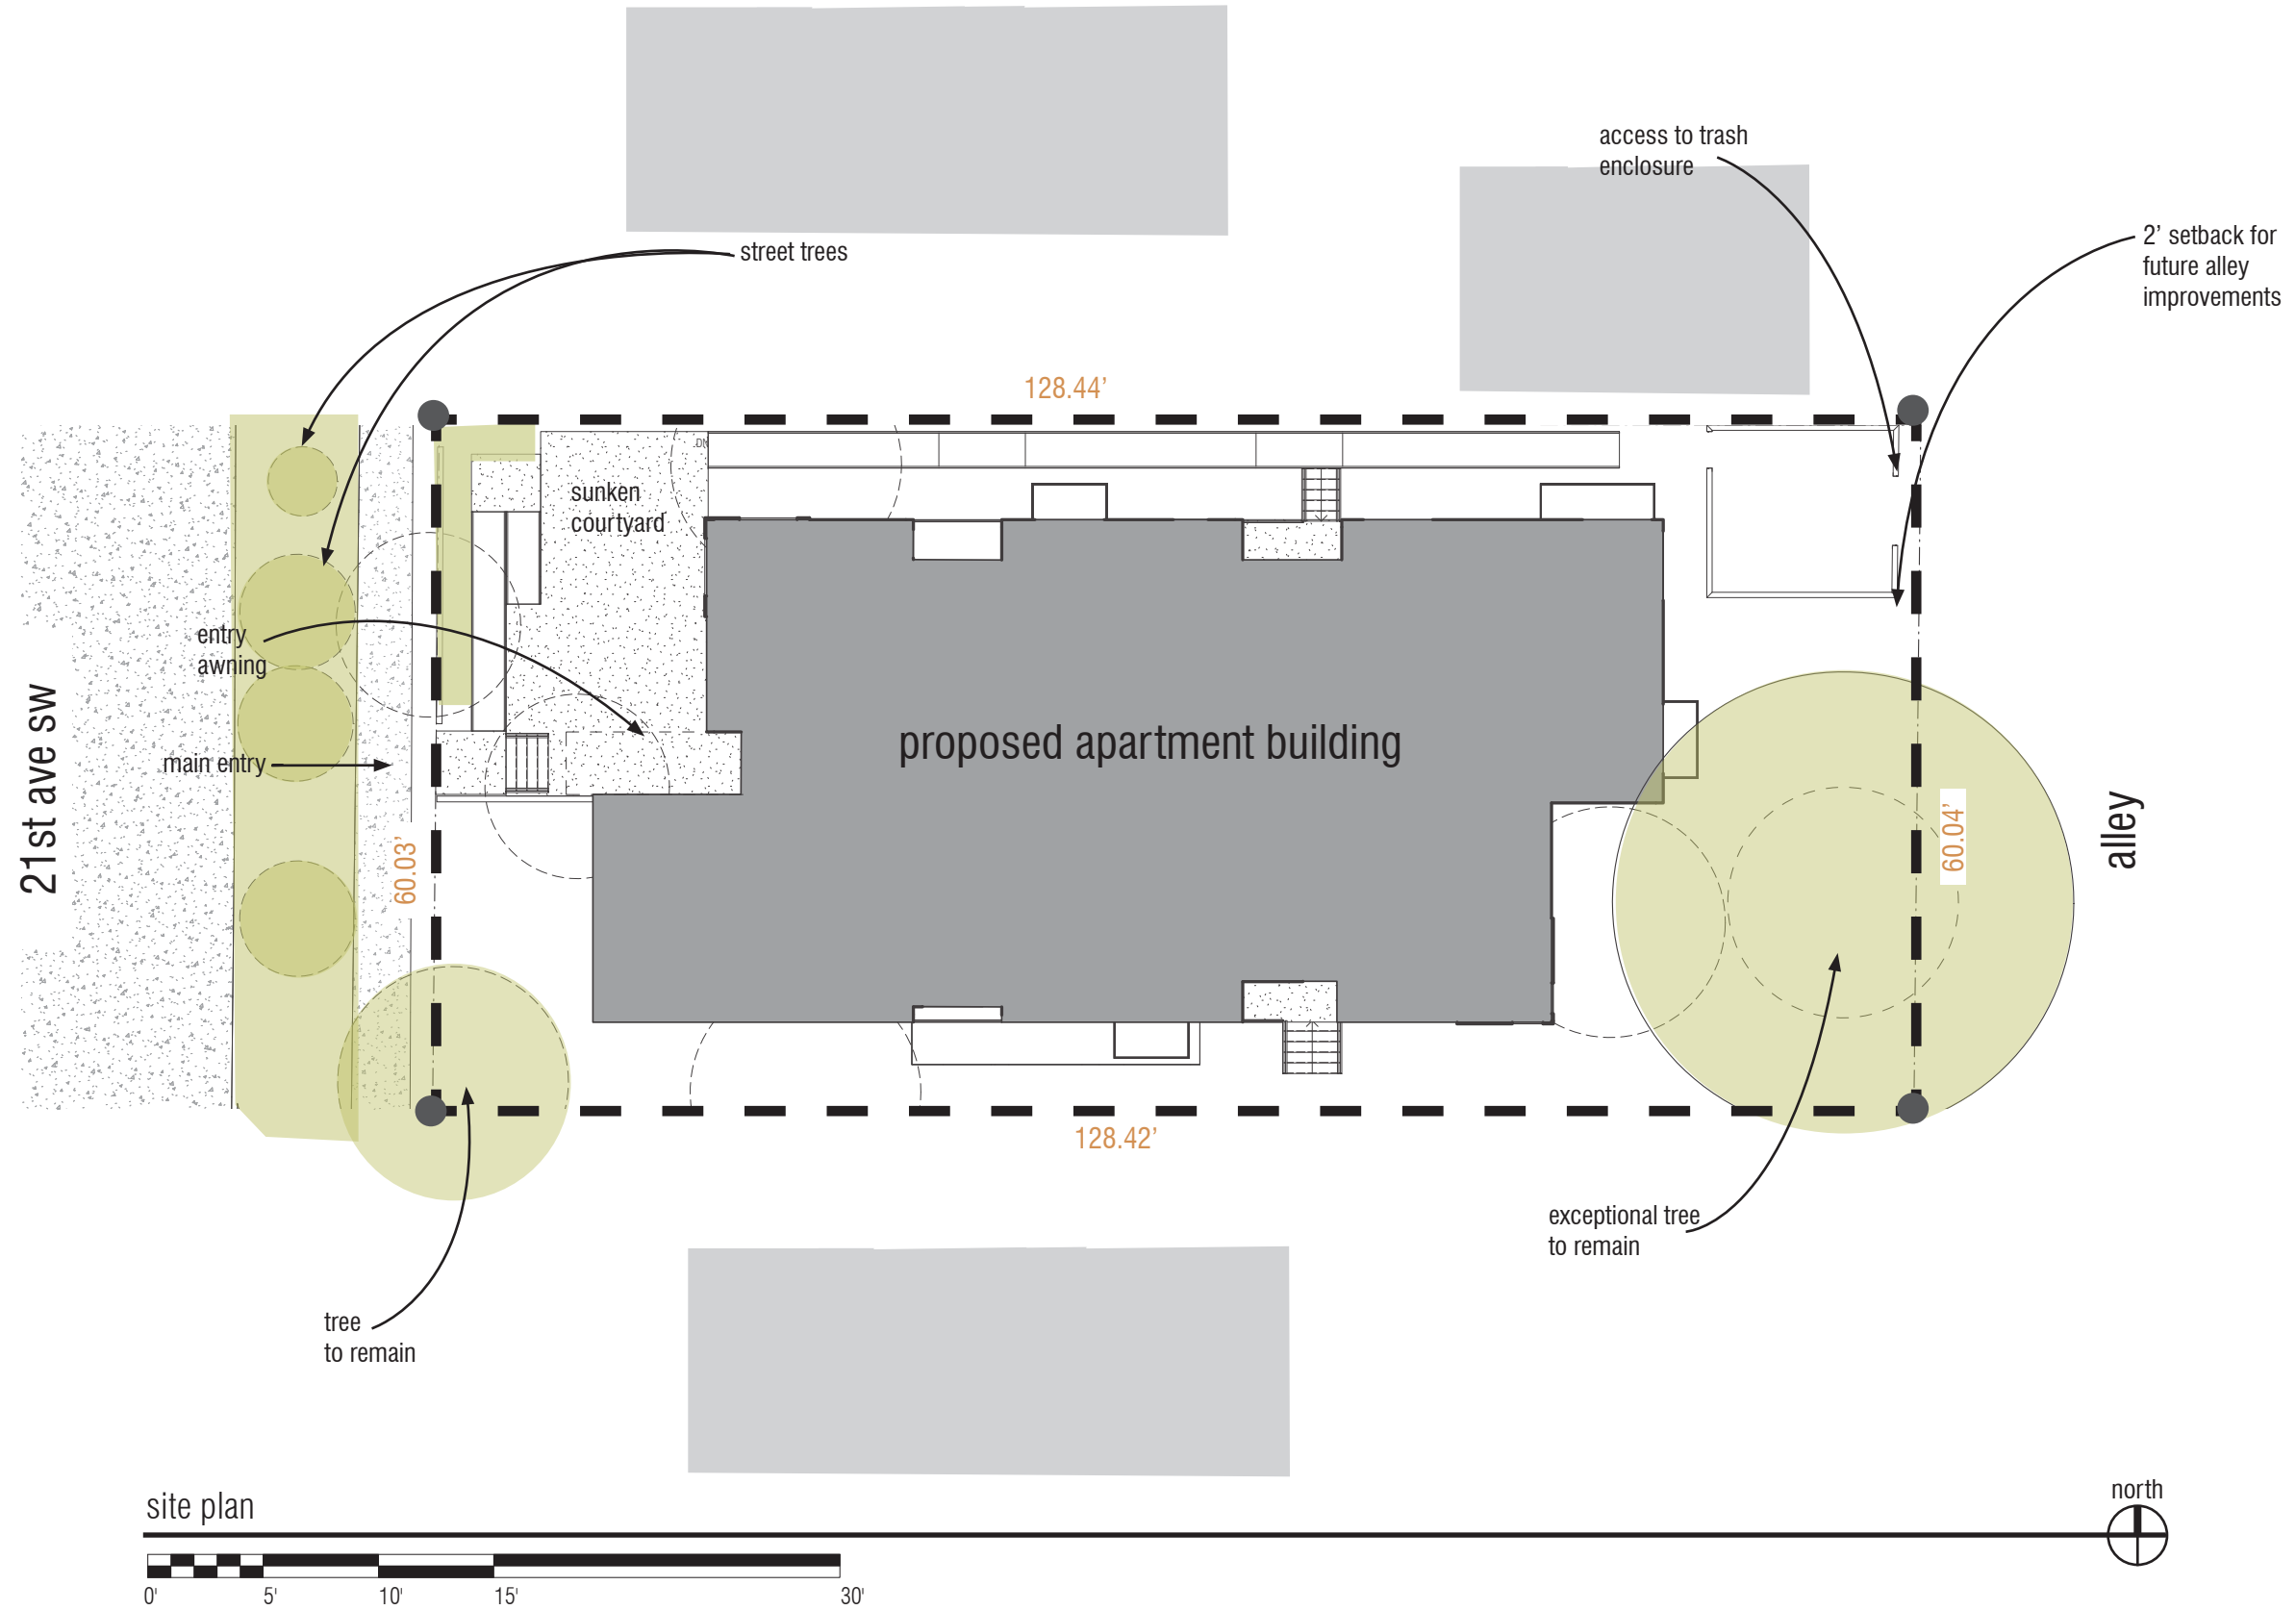 access to trash
enclosure
2’ setback for
future alley
improvements
street trees
128.44’
DN
sunken
courtyard
entry
awning
main entry
21st ave sw
proposed apartment building
60.03’
60.04’
alley
128.42’
exceptional tree
to remain
tree
to remain
site plan
north
0' 5' 10' 15' 30'